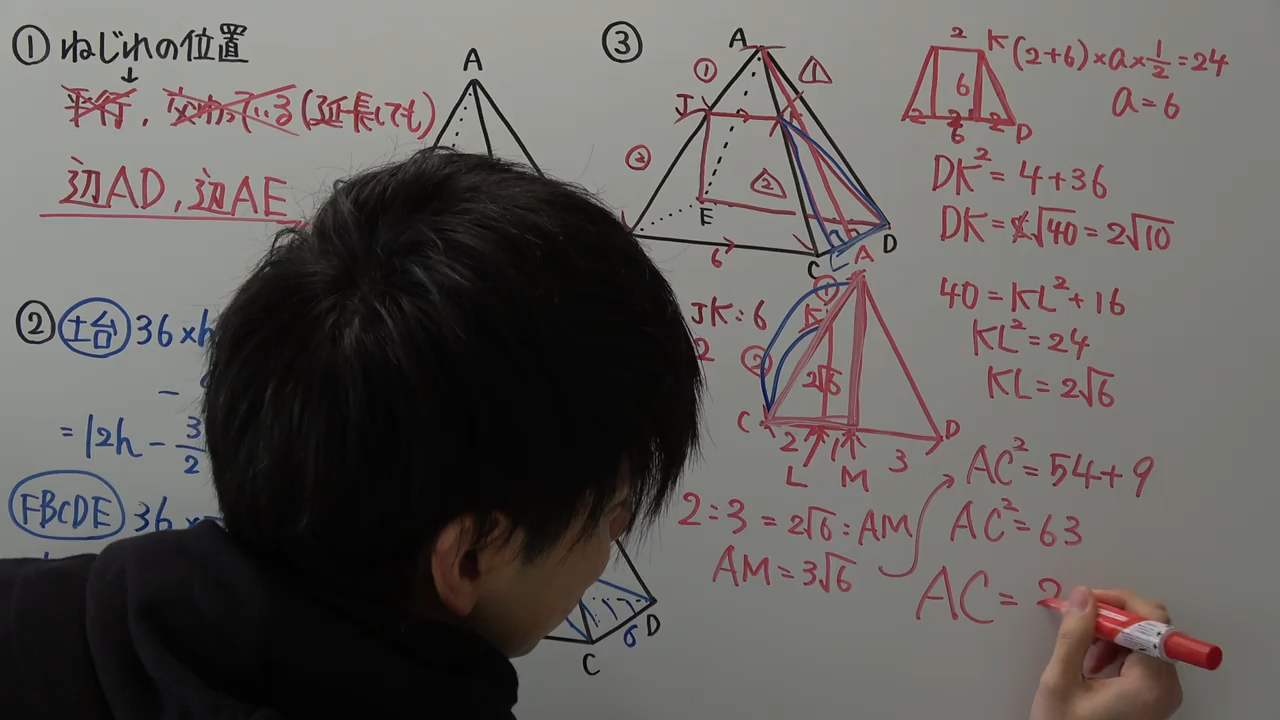 ① ねじれの位置
↓
平行, 交わっている(延長しても)
辺AD, 辺AE
A
② 土台 36×h
−
=12h − 3/2
FBCDE 36×
C
6
D
③
A
① △1
J
② △2
E
6
C
L
D
JK:6
2
A
①
K
②
2√6
C
D
2
1
3
L
M
2:3=2√6:AM
AM=3√6
2
K
6
2
2
6
D
(2+6)×a×1/2=24
a=6
DK²=4+36
DK=√40=2√10
40=KL²+16
KL²=24
KL=2√6
AC²=54+9
AC²=63
AC=